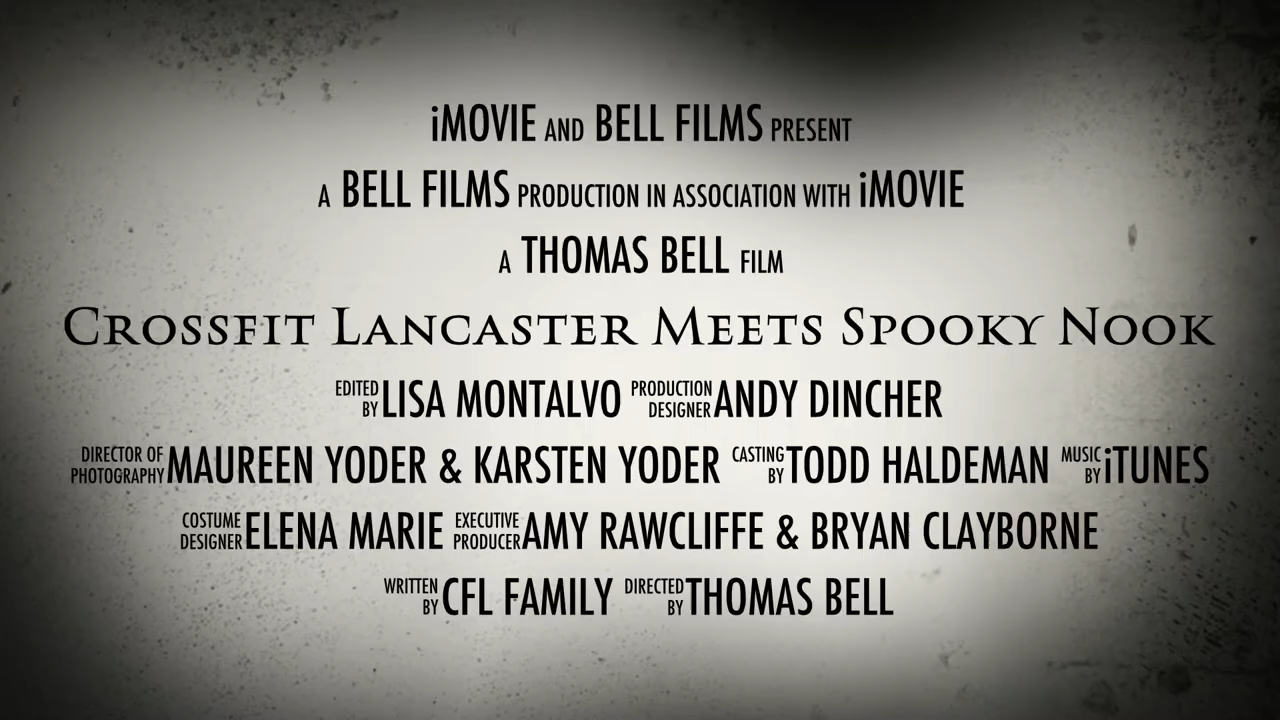 iMOVIE AND BELL FILMS PRESENT
A BELL FILMS PRODUCTION IN ASSOCIATION WITH iMOVIE
A THOMAS BELL FILM
CROSSFIT LANCASTER MEETS SPOOKY NOOK
EDITED BY LISA MONTALVO PRODUCTION DESIGNER ANDY DINCHER
DIRECTOR OF PHOTOGRAPHY MAUREEN YODER & KARSTEN YODER CASTING BY TODD HALDEMAN MUSIC BY iTUNES
COSTUME DESIGNER ELENA MARIE EXECUTIVE PRODUCER AMY RAWCLIFFE & BRYAN CLAYBORNE
WRITTEN BY CFL FAMILY DIRECTED BY THOMAS BELL